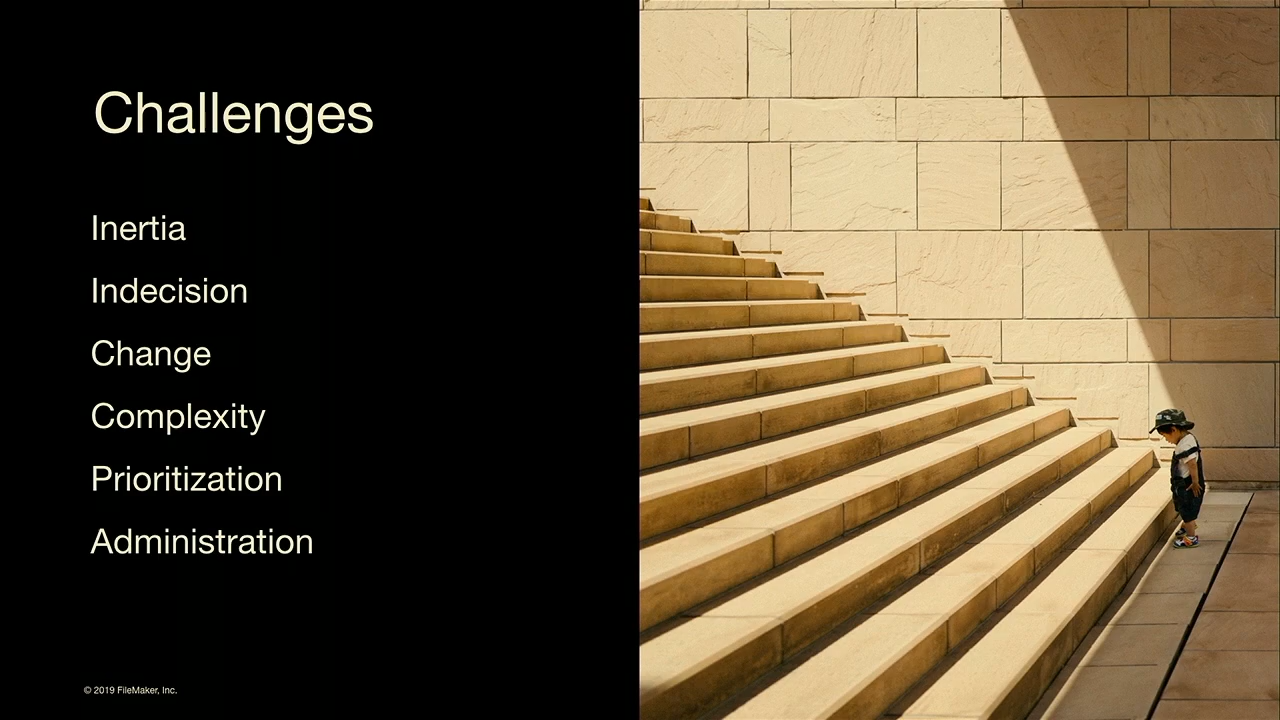 Challenges
Inertia
Indecision
Change
Complexity
Prioritization
Administration
© 2019 FileMaker, Inc.